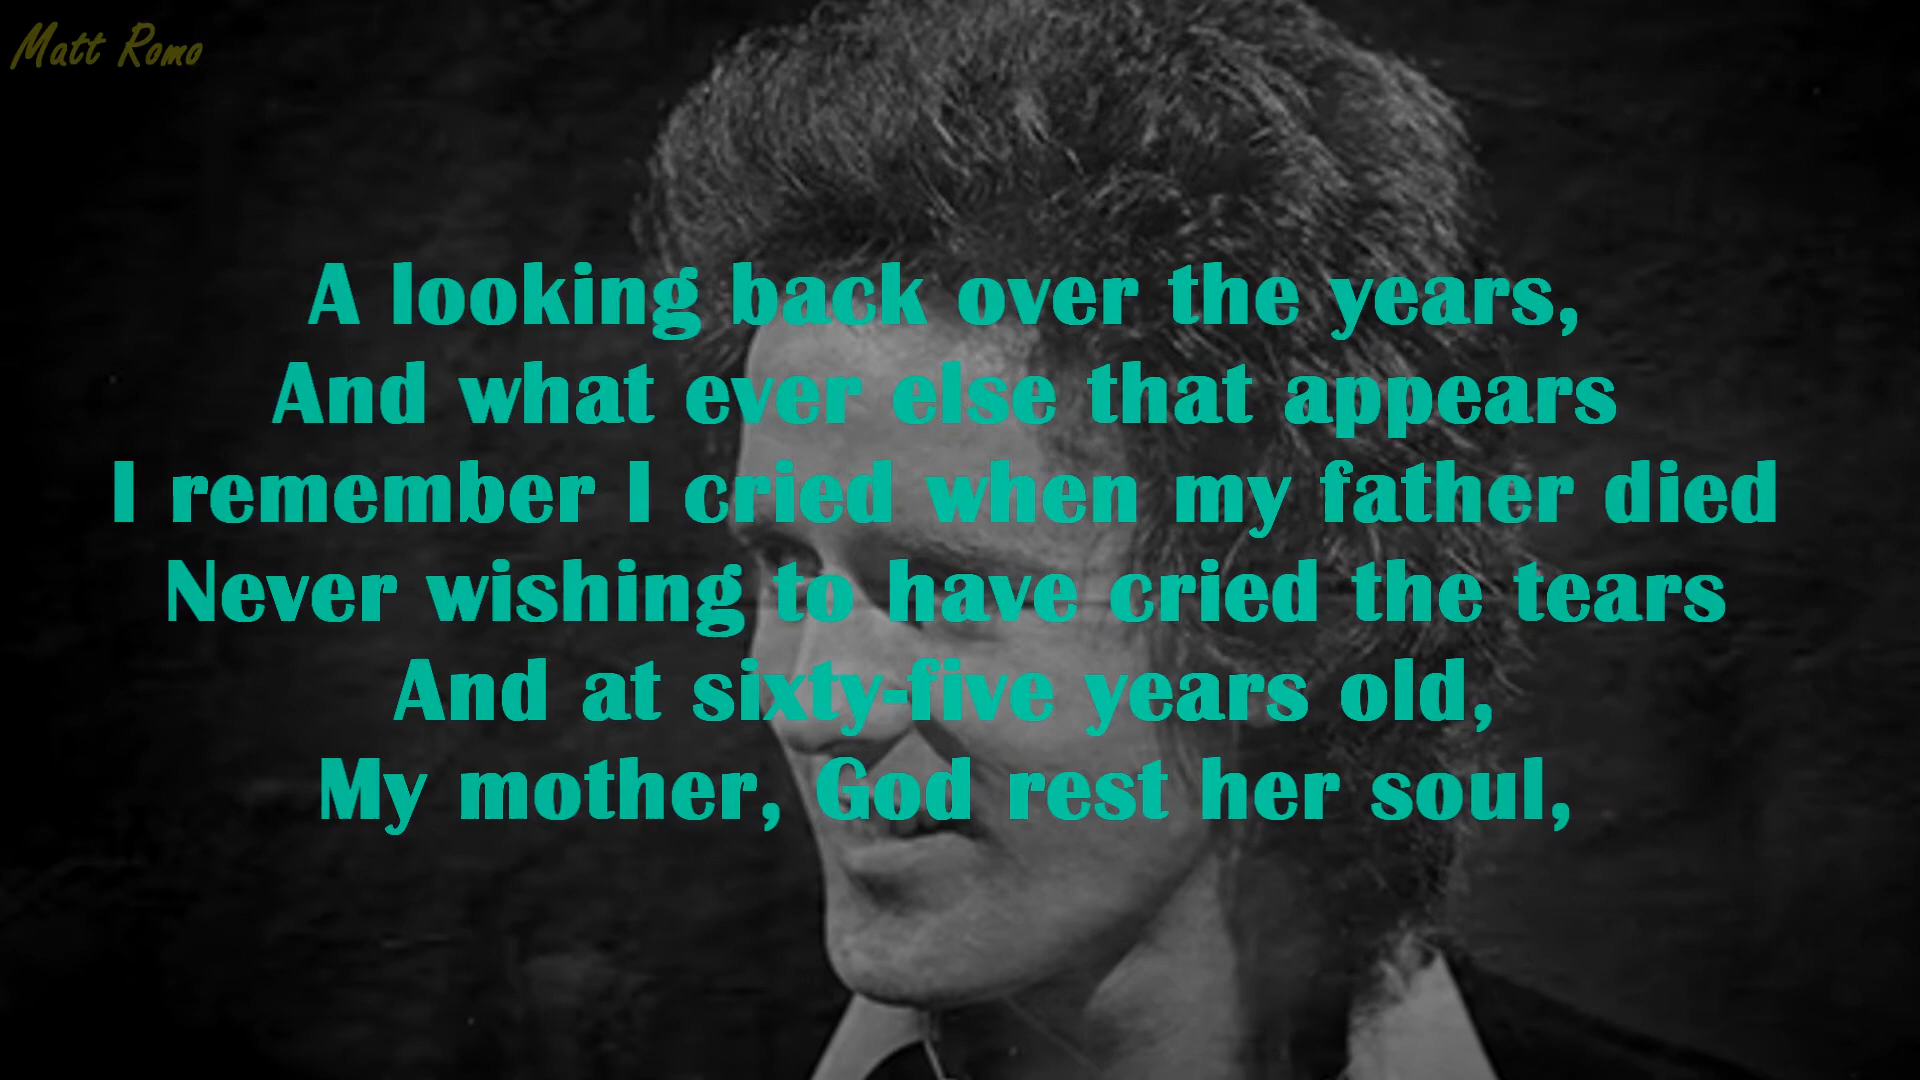 Matt Romo
A looking back over the years,
And what ever else that appears
I remember I cried when my father died
Never wishing to have cried the tears
And at sixty-five years old,
My mother, God rest her soul,